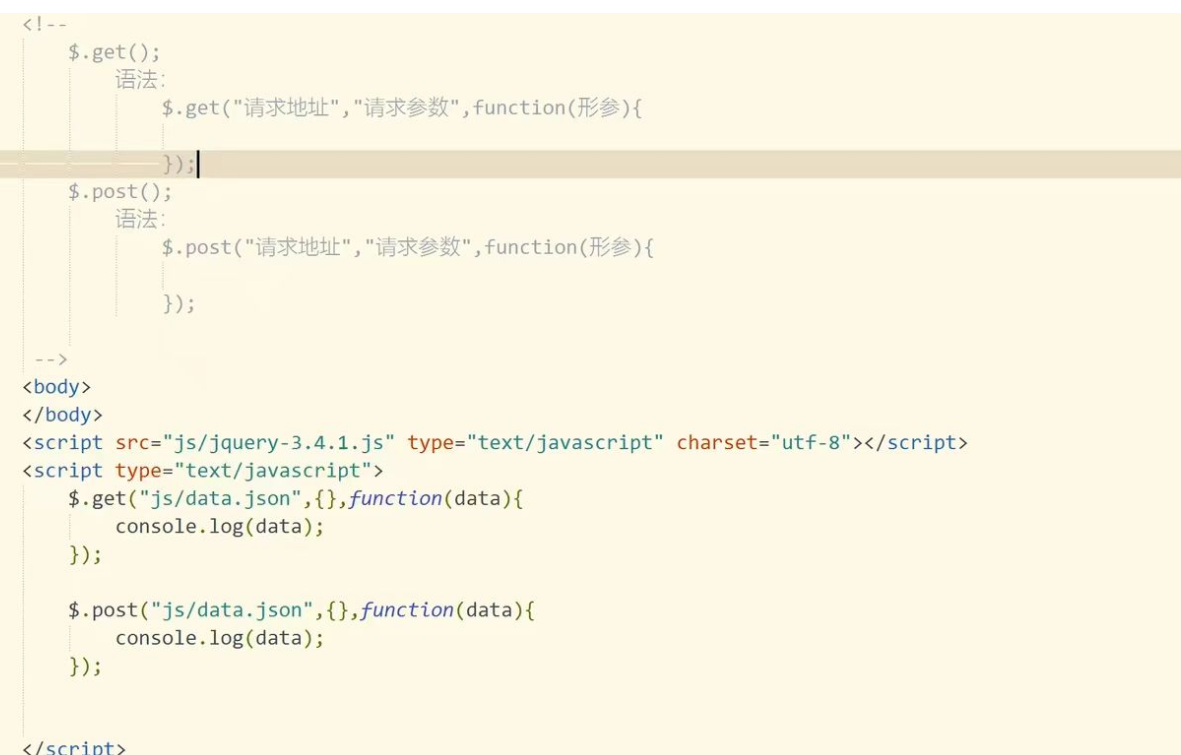 <!--
$.get();
语法:
$.get("请求地址","请求参数",function(形参){
});
$.post();
语法:
$.post("请求地址","请求参数",function(形参){
});
-->
<body>
</body>
<script src="js/jquery-3.4.1.js" type="text/javascript" charset="utf-8"></script>
<script type="text/javascript">
$.get("js/data.json",{},function(data){
console.log(data);
});
$.post("js/data.json",{},function(data){
console.log(data);
});
</script>